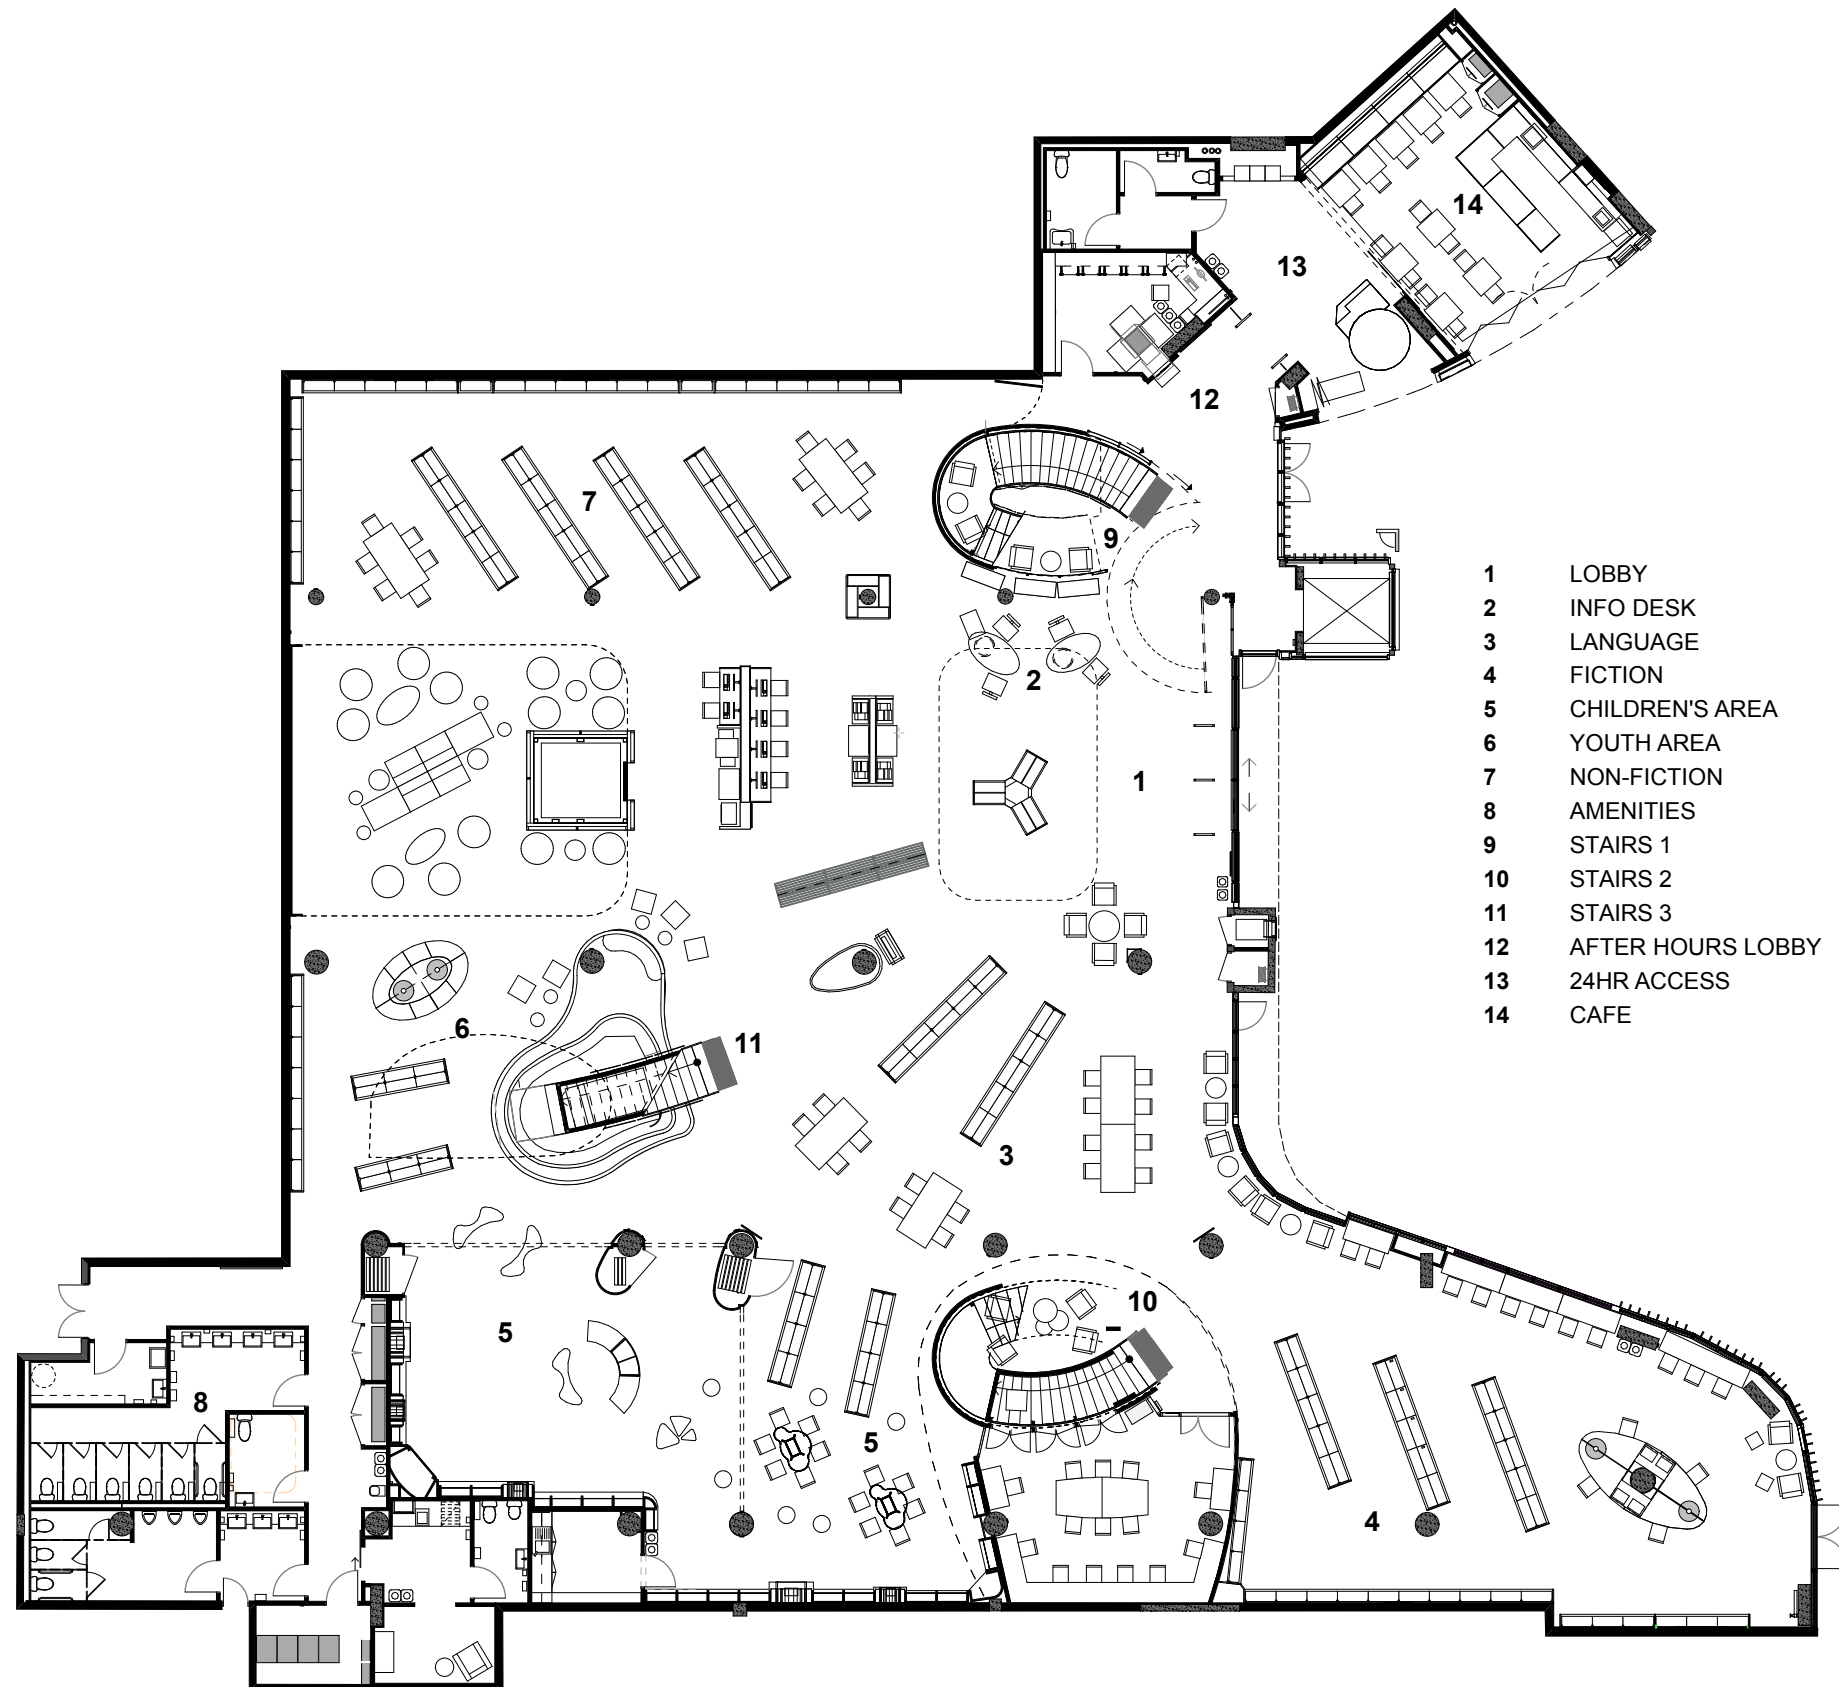 14
13
12
7
9
2
1
6
11
3
10
5
8
5
4
1 LOBBY
2 INFO DESK
3 LANGUAGE
4 FICTION
5 CHILDREN'S AREA
6 YOUTH AREA
7 NON-FICTION
8 AMENITIES
9 STAIRS 1
10 STAIRS 2
11 STAIRS 3
12 AFTER HOURS LOBBY
13 24HR ACCESS
14 CAFE